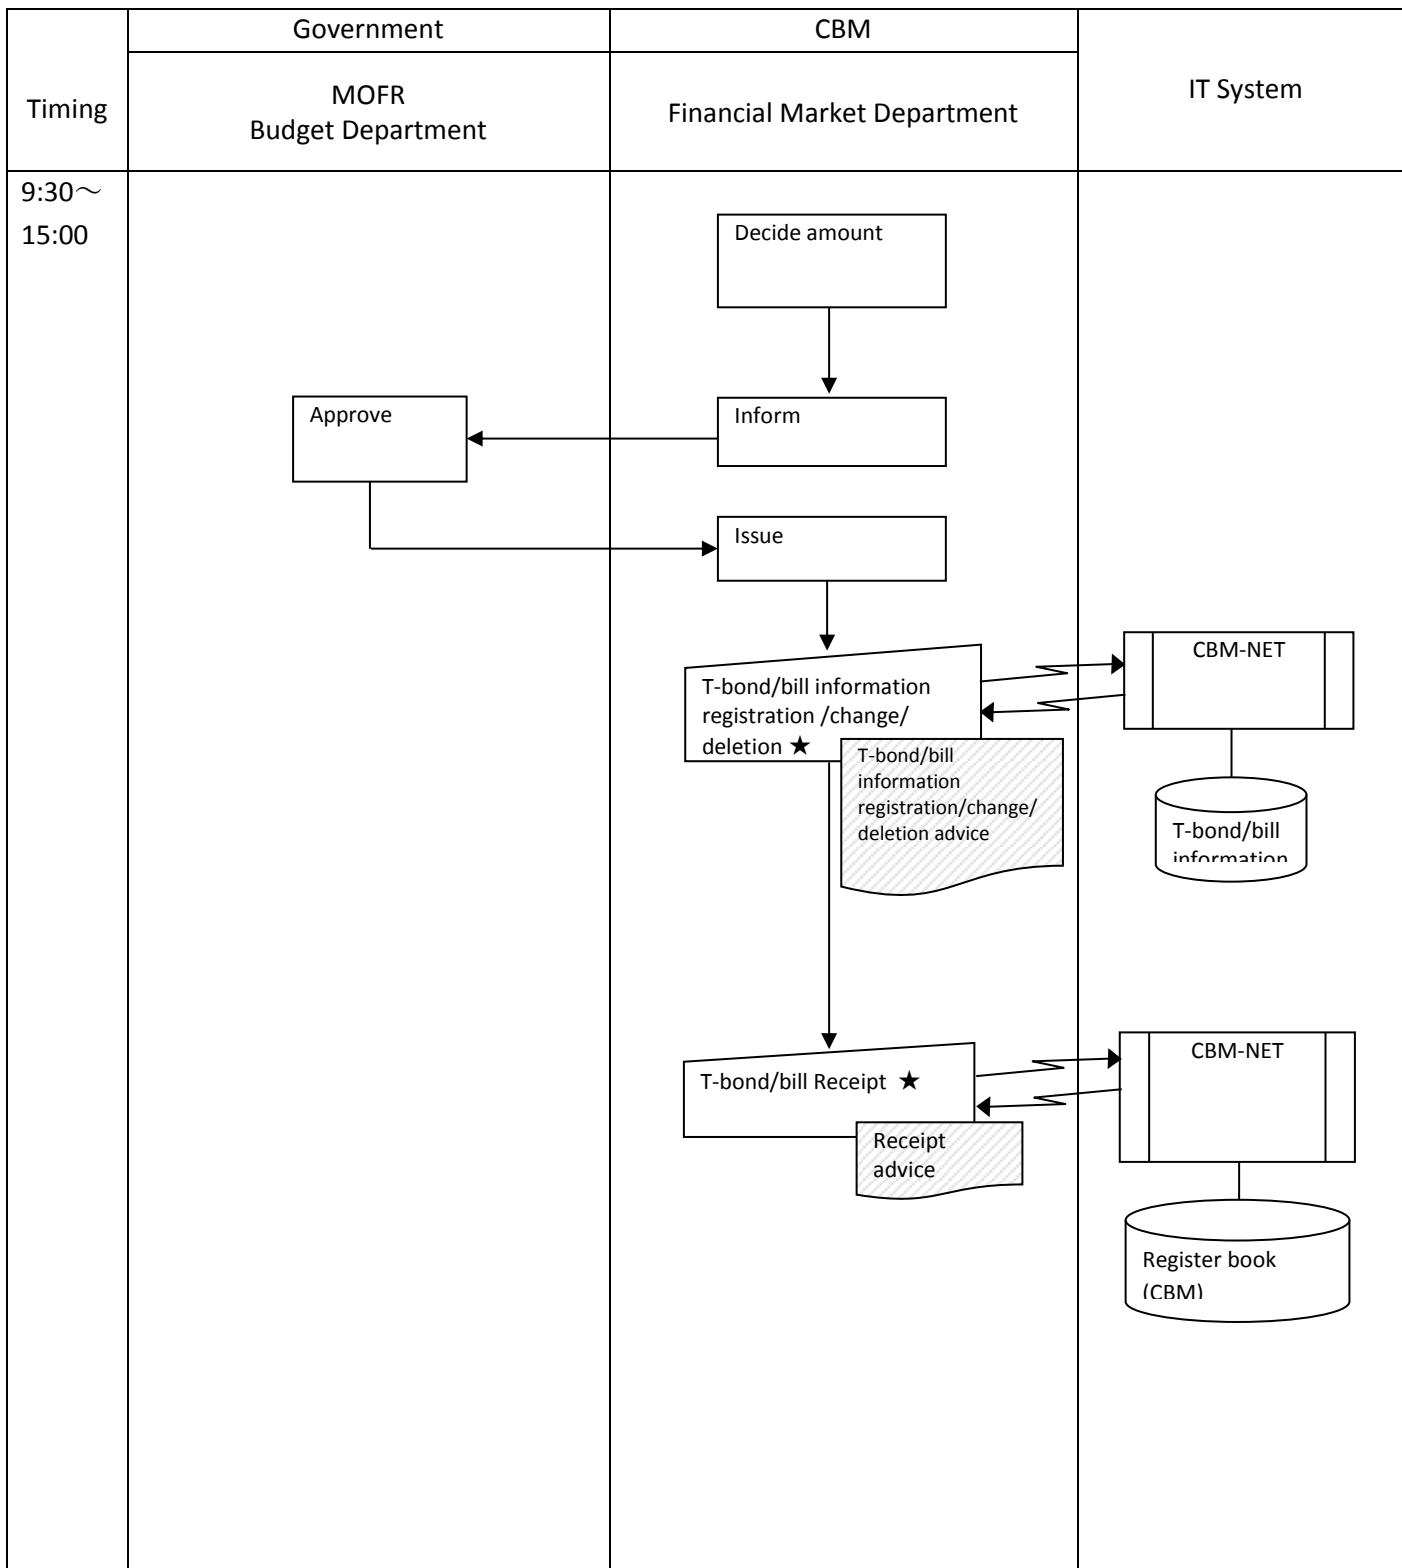 Government
CBM
Timing
MOFR
Budget Department
Financial Market Department
IT System
9:30～
15:00
Decide amount
Approve
Inform
Issue
T-bond/bill information
registration /change/
deletion ★
CBM-NET
T-bond/bill
information
registration/change/
deletion advice
T-bond/bill
information
T-bond/bill Receipt ★
CBM-NET
Receipt
advice
Register book
(CBM)